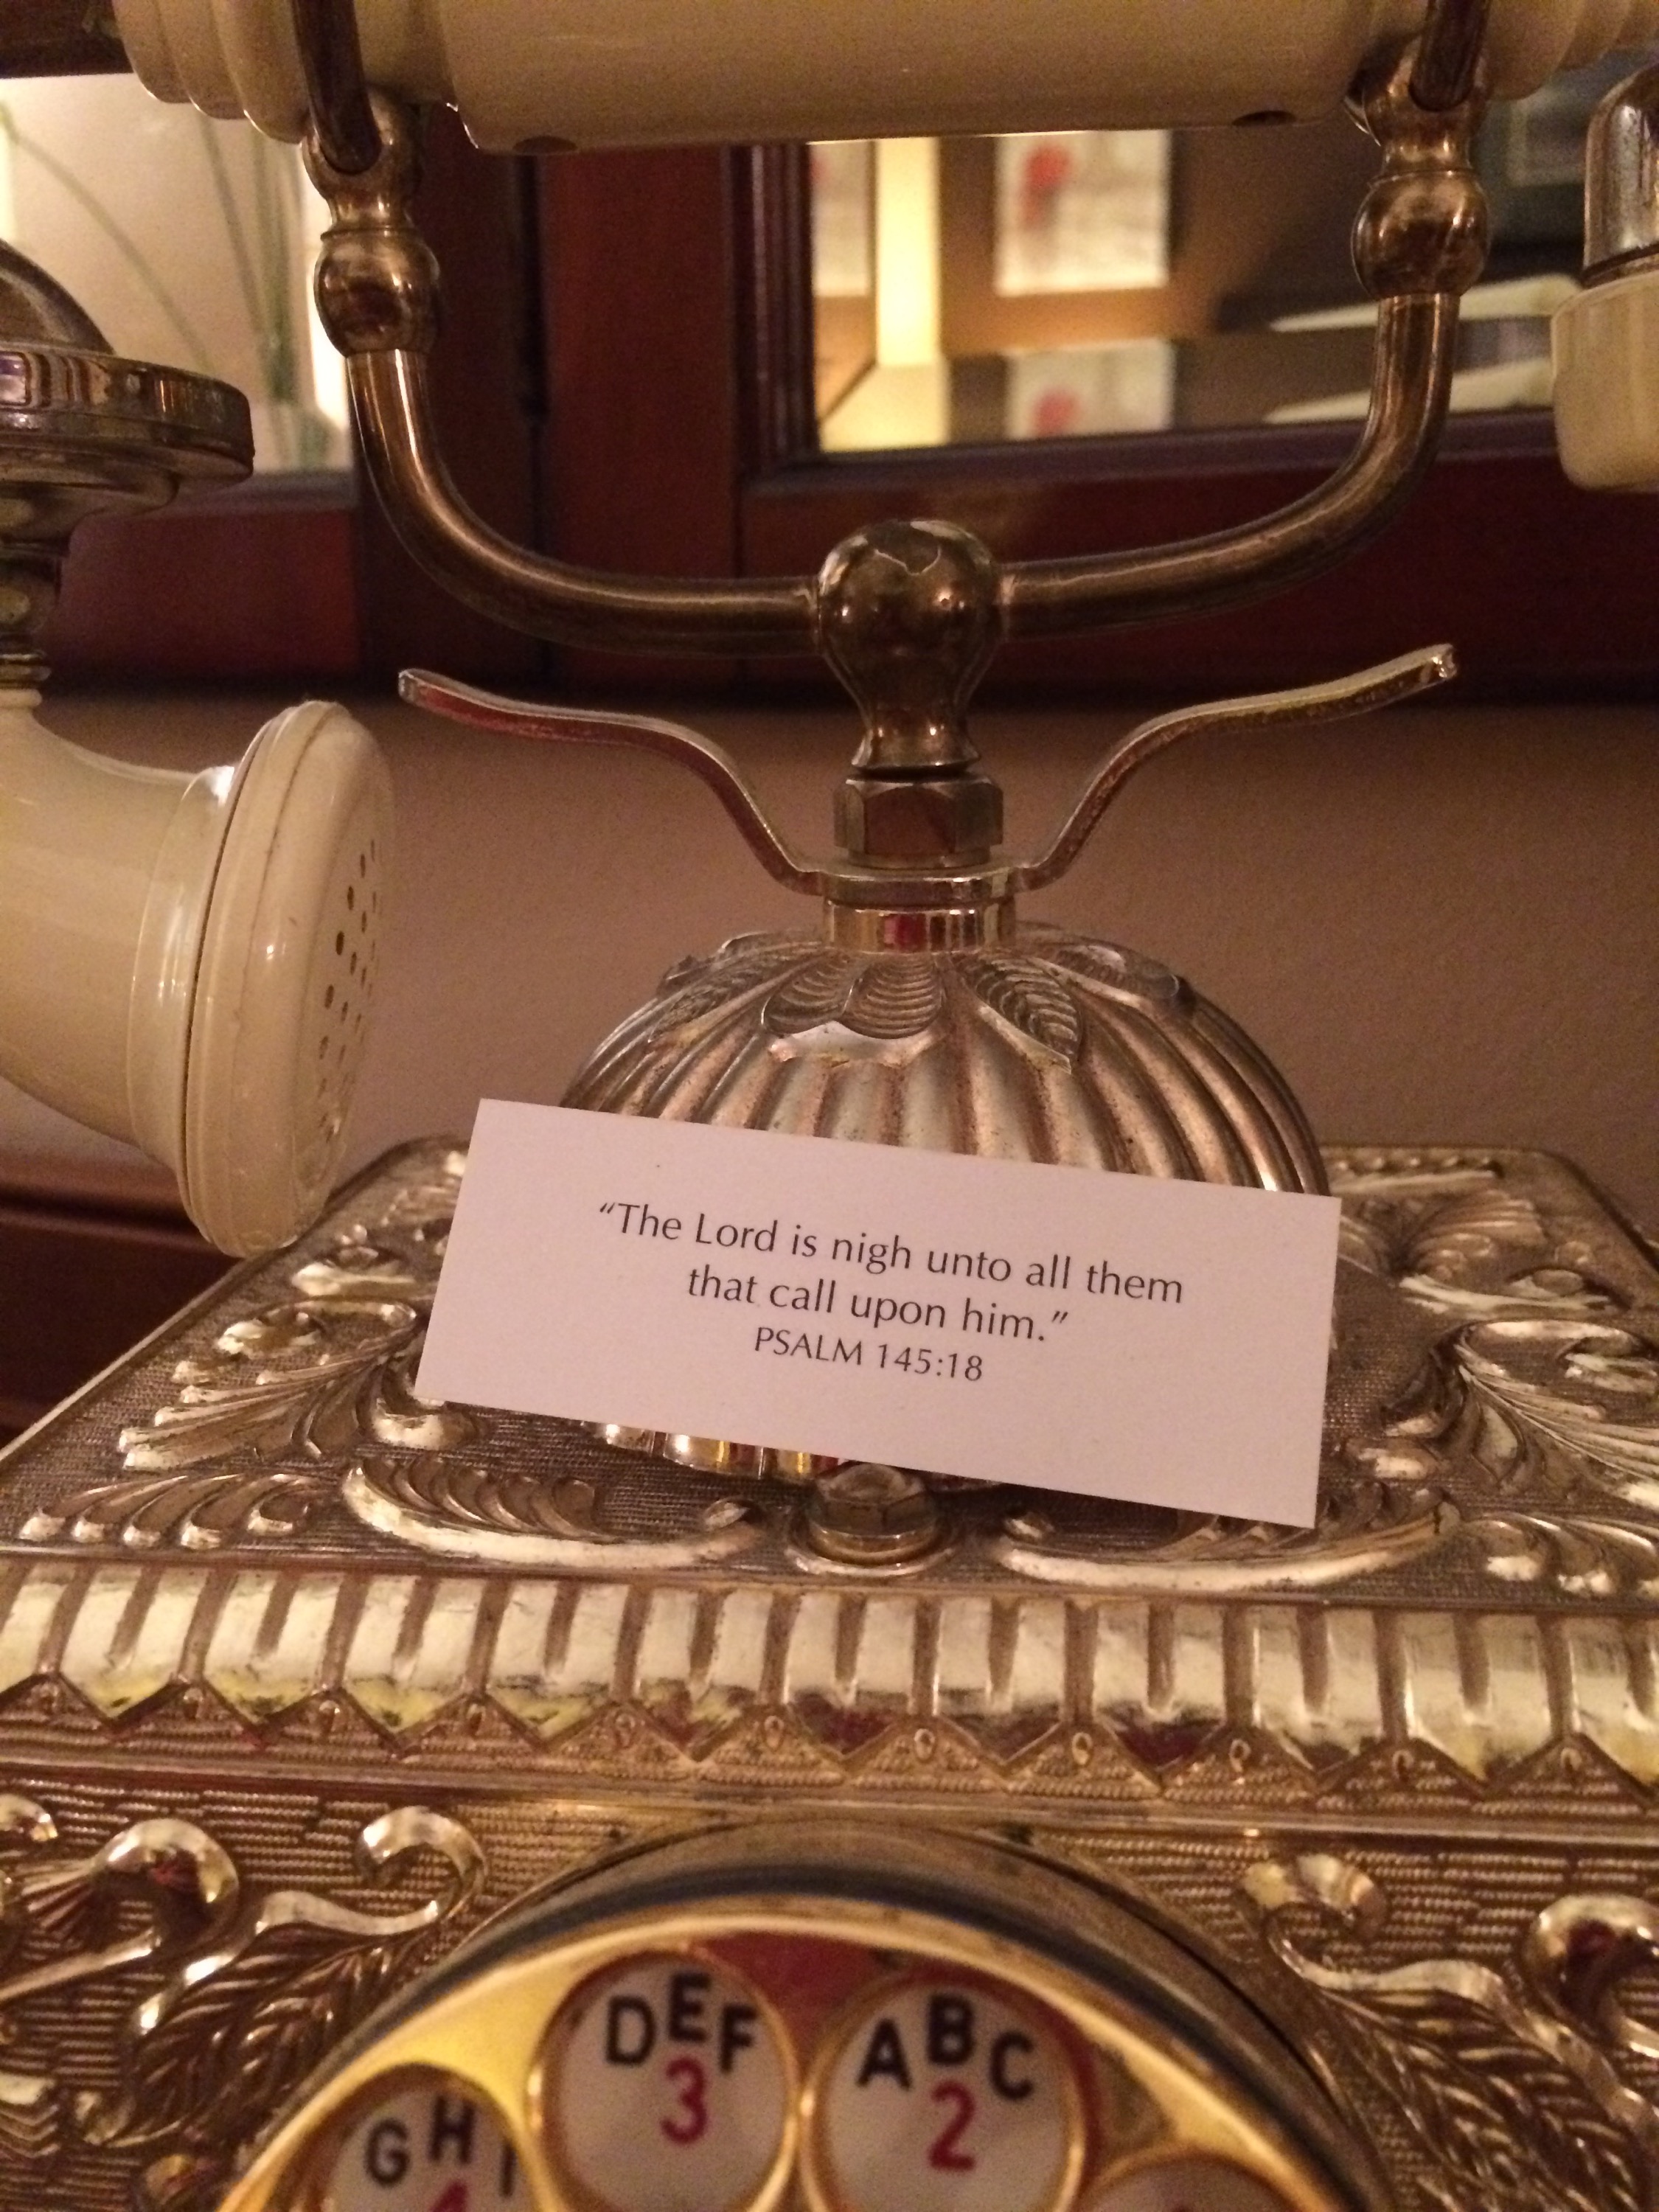 “The Lord is nigh unto all them
that call upon him.”
PSALM 145:18
DEF
3
ABC
2
GHI
4